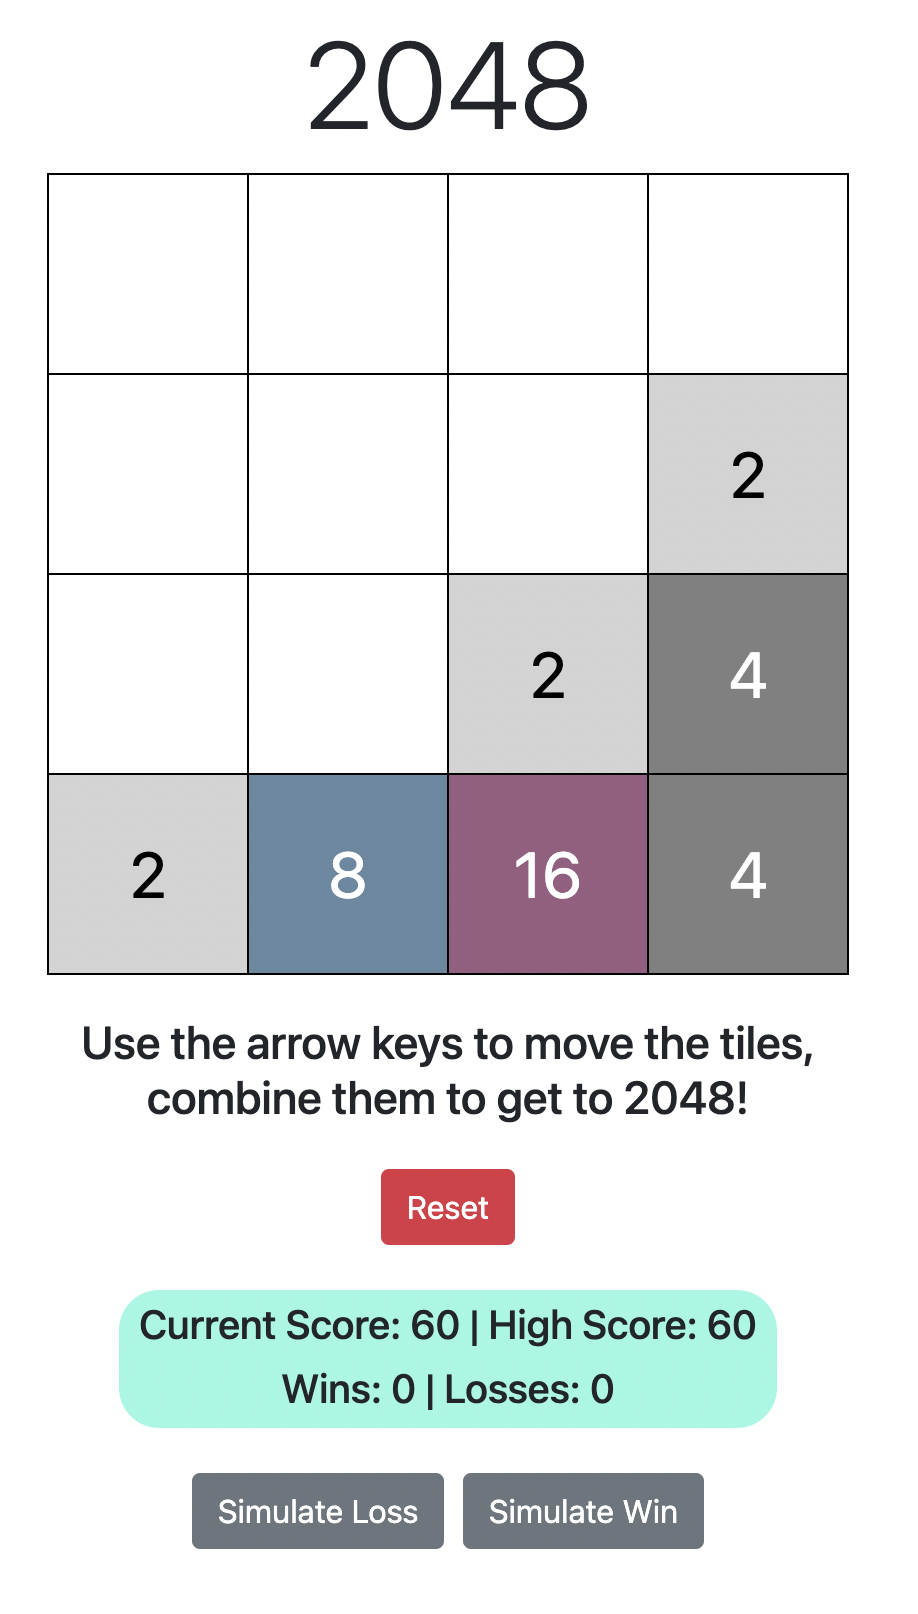 2048
2
2 4
2 8 16 4
Use the arrow keys to move the tiles,
combine them to get to 2048!
Reset
Current Score: 60 | High Score: 60
Wins: 0 | Losses: 0
Simulate Loss Simulate Win